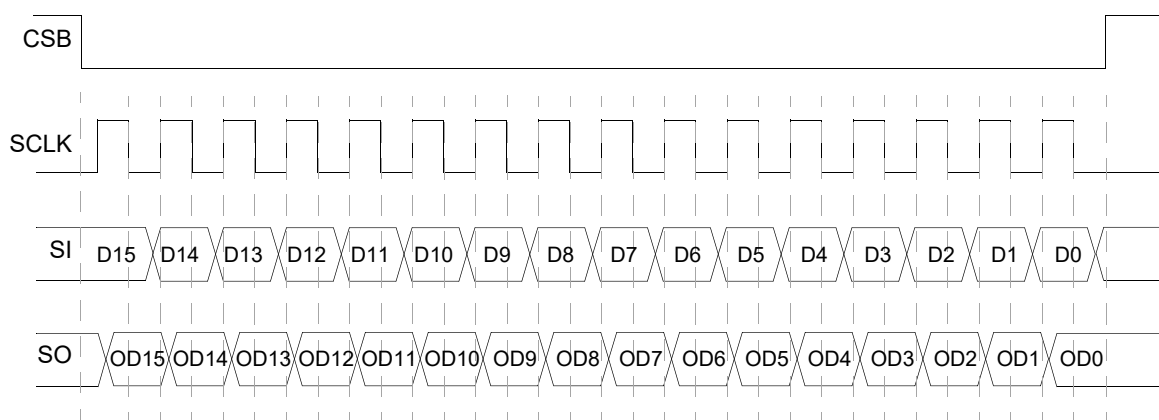 CSB
SCLK
SI D15 D14 D13 D12 D11 D10 D9 D8 D7 D6 D5 D4 D3 D2 D1 D0
SO OD15 OD14 OD13 OD12 OD11 OD10 OD9 OD8 OD7 OD6 OD5 OD4 OD3 OD2 OD1 OD0